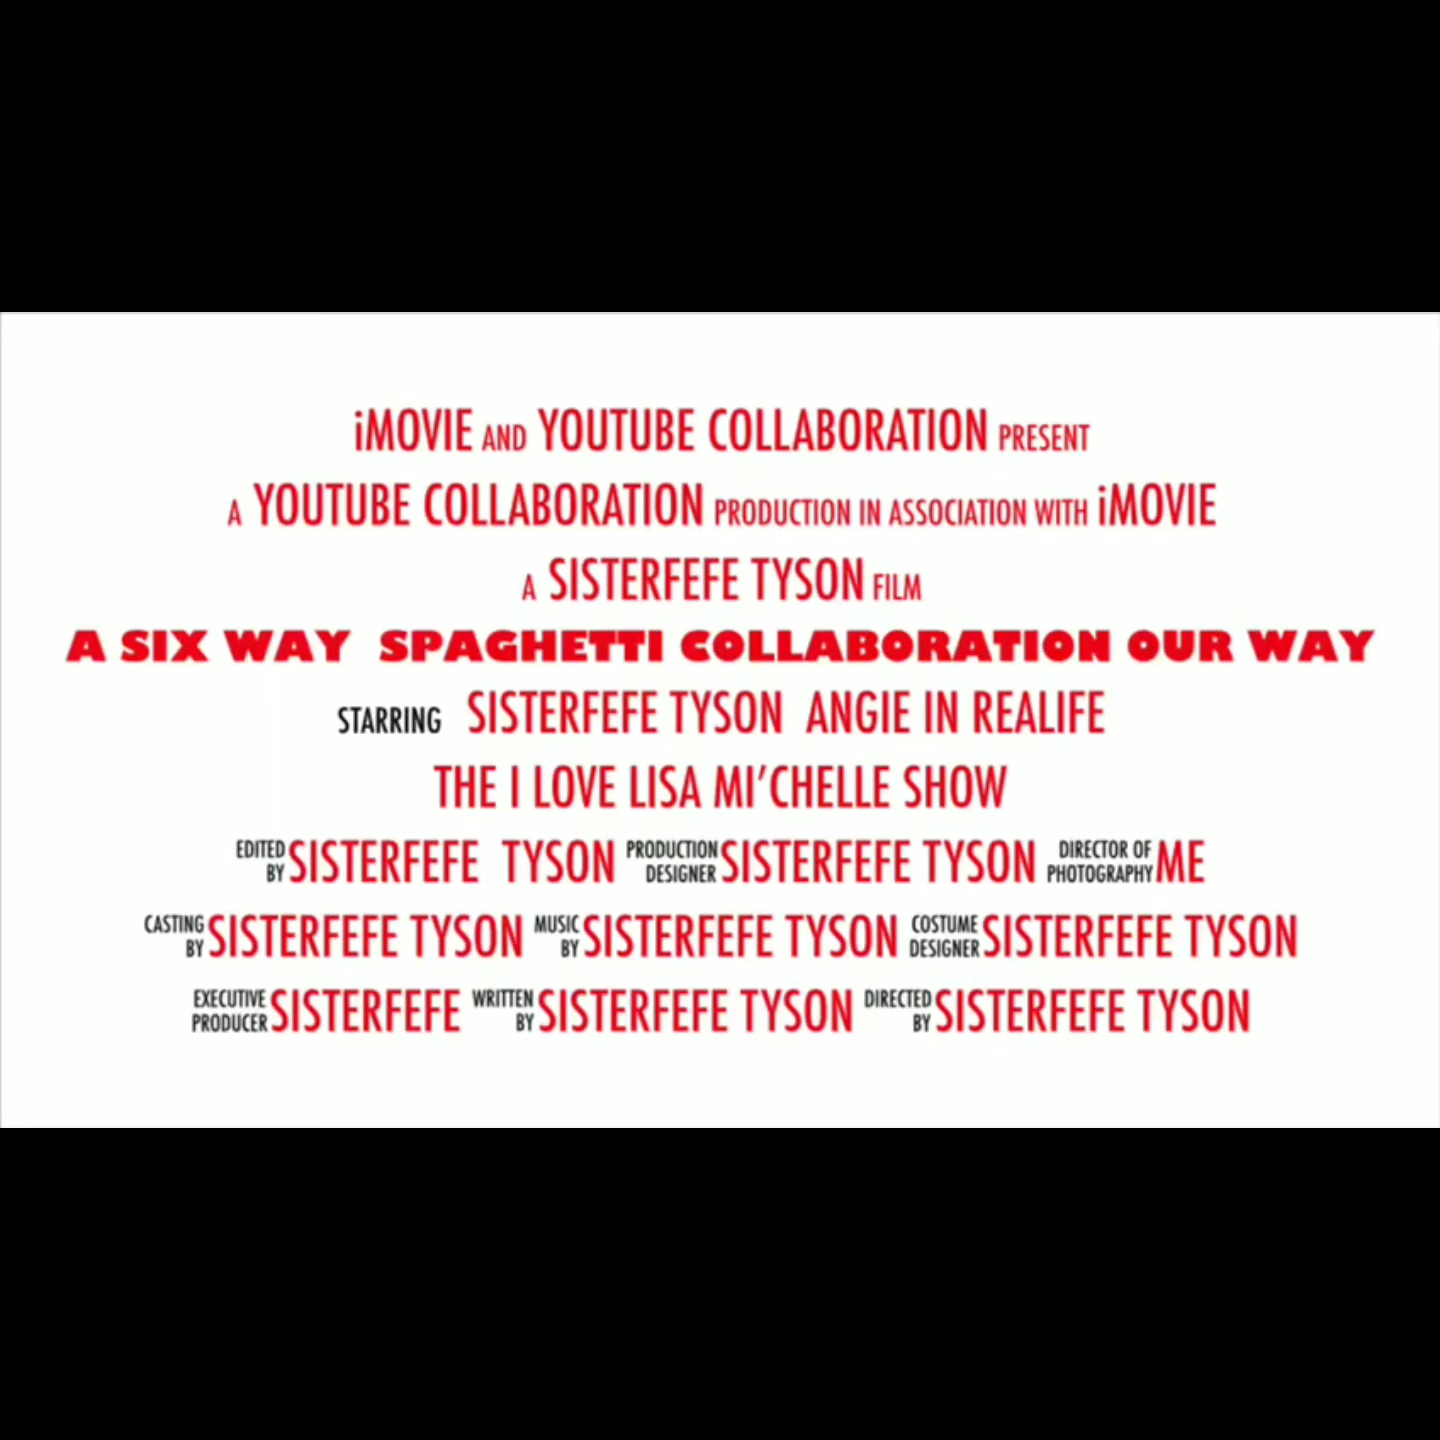 iMOVIE AND YOUTUBE COLLABORATION PRESENT
A YOUTUBE COLLABORATION PRODUCTION IN ASSOCIATION WITH iMOVIE
A SISTERFEFE TYSON FILM
A SIX WAY SPAGHETTI COLLABORATION OUR WAY
STARRING SISTERFEFE TYSON ANGIE IN REALIFE
THE I LOVE LISA MI’CHELLE SHOW
EDITED BY SISTERFEFE TYSON PRODUCTION DESIGNER SISTERFEFE TYSON DIRECTOR OF PHOTOGRAPHY ME
CASTING BY SISTERFEFE TYSON MUSIC BY SISTERFEFE TYSON COSTUME DESIGNER SISTERFEFE TYSON
EXECUTIVE PRODUCER SISTERFEFE WRITTEN BY SISTERFEFE TYSON DIRECTED BY SISTERFEFE TYSON